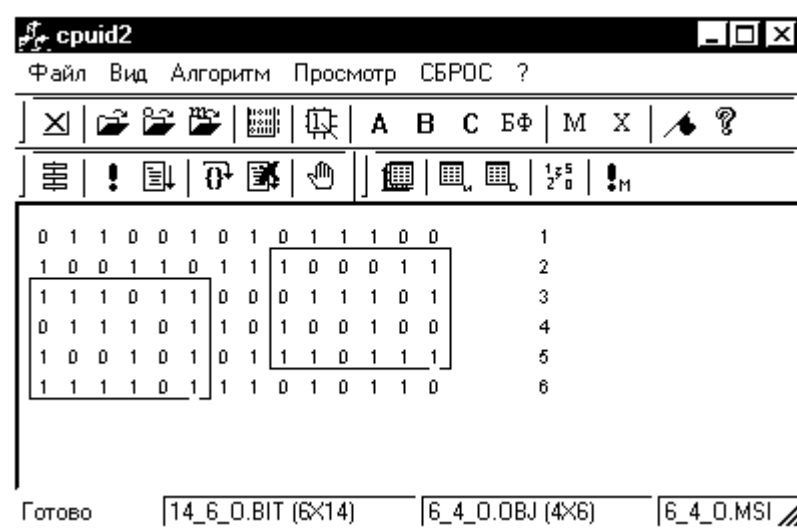 cpuid2
Файл Вид Алгоритм Просмотр СБРОС ?
A B C БФ M X
M
0 1 1 0 0 1 0 1 0 1 1 1 0 0 1
1 0 0 1 1 0 1 1 1 0 0 0 1 1 2
1 1 1 0 1 1 0 0 0 1 1 1 0 1 3
0 1 1 1 0 1 1 0 1 0 0 1 0 0 4
1 0 0 1 0 1 0 1 1 1 0 1 1 1 5
1 1 1 1 0 1 1 1 0 1 0 1 1 0 6
Готово 14_6_0.BIT (6X14) 6_4_0.OBJ (4X6) 6_4_0.MSI